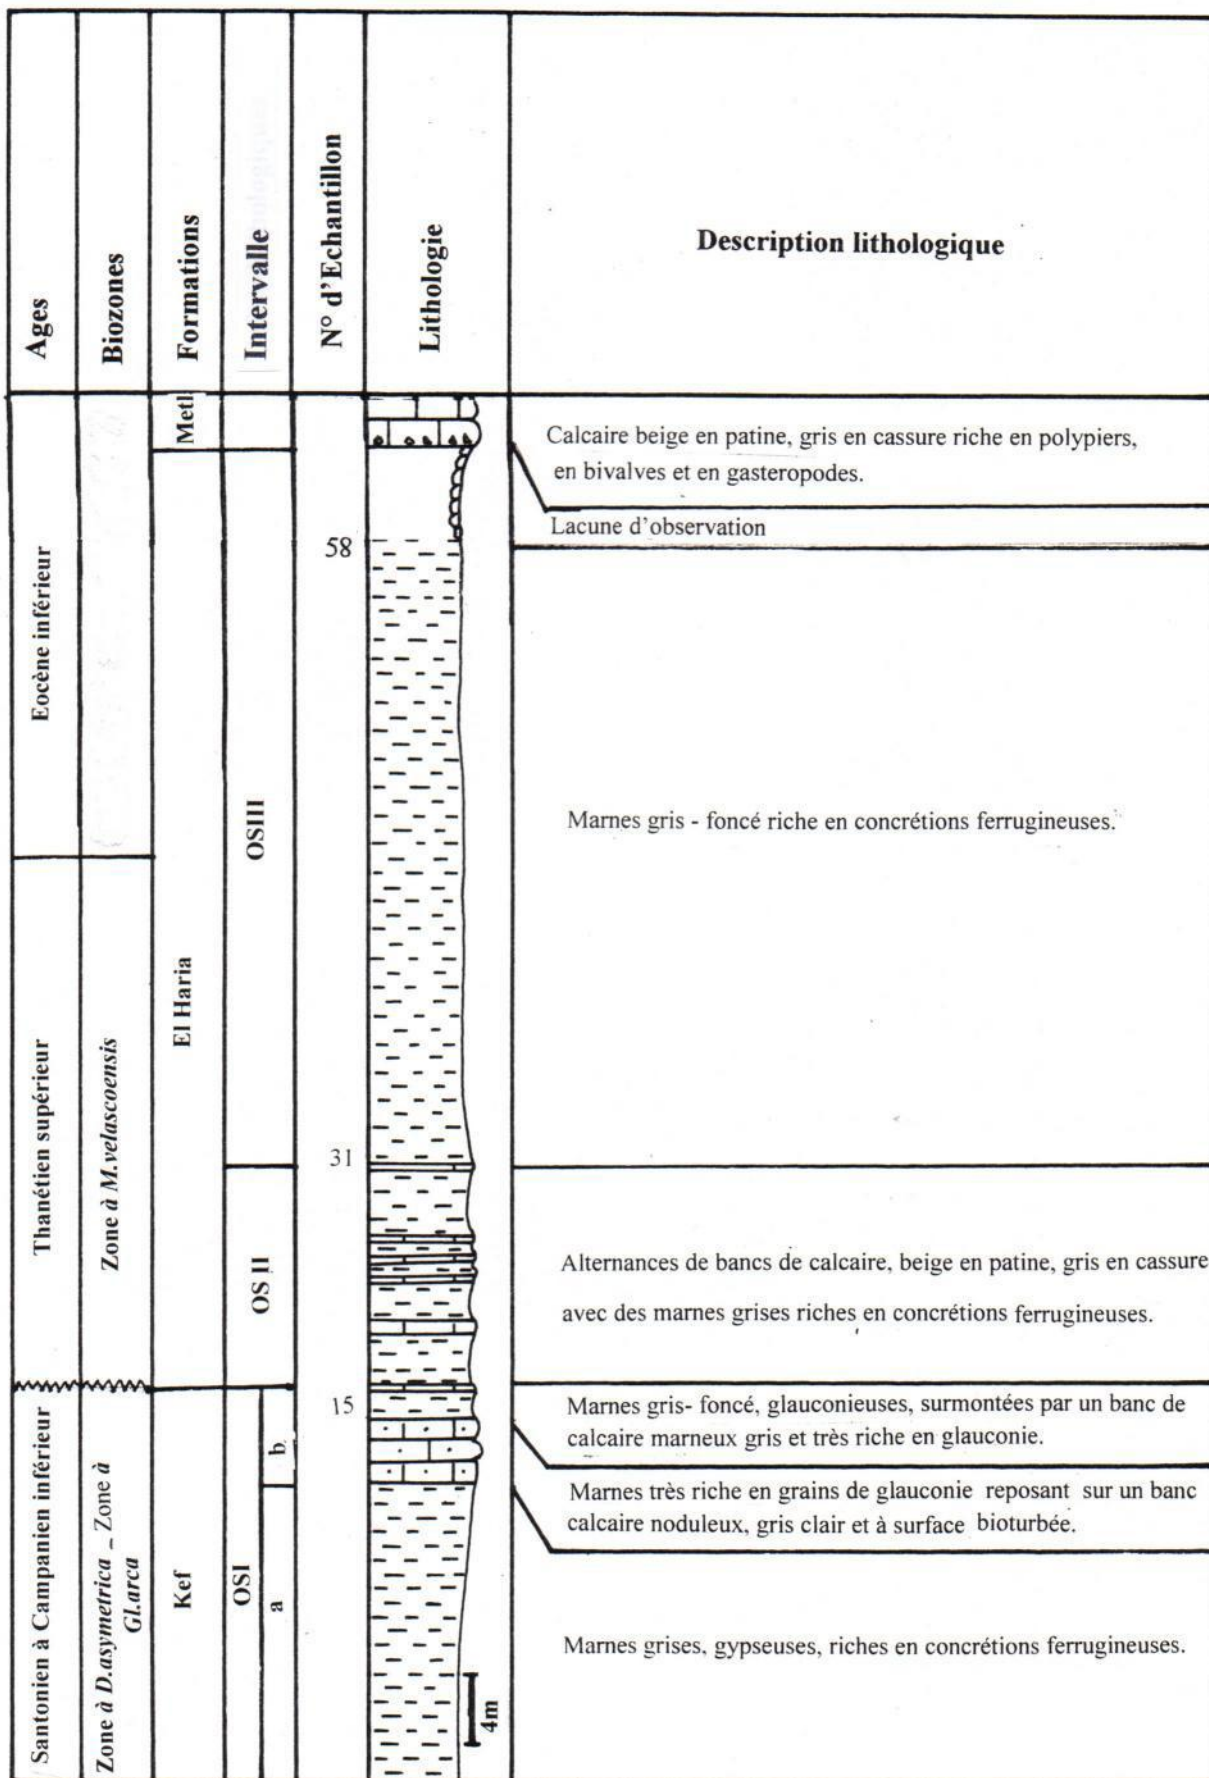 Ages
Biozones
Formations
Intervalle
N° d'Echantillon
Lithologie
Description lithologique
Eocène inférieur
Thanétien supérieur
Santonien à Campanien inférieur
Zone à M.velascoensis
Zone à D.asymetrica _ Zone à
Gl.arca
Metl
El Haria
Kef
OSIII
OS II
OSI
b
a
58
31
15
4m
Calcaire beige en patine, gris en cassure riche en polypiers,
en bivalves et en gasteropodes.
Lacune d'observation
Marnes gris - foncé riche en concrétions ferrugineuses.
Alternances de bancs de calcaire, beige en patine, gris en cassure
avec des marnes grises riches en concrétions ferrugineuses.
Marnes gris- foncé, glauconieuses, surmontées par un banc de
calcaire marneux gris et très riche en glauconie.
Marnes très riche en grains de glauconie reposant sur un banc
calcaire noduleux, gris clair et à surface bioturbée.
Marnes grises, gypseuses, riches en concrétions ferrugineuses.